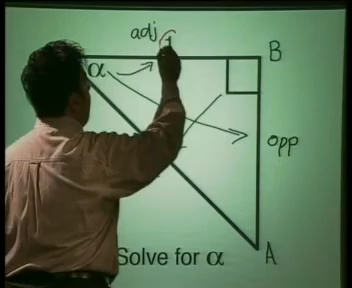 adj (
α
B
opp
Solve for α
A